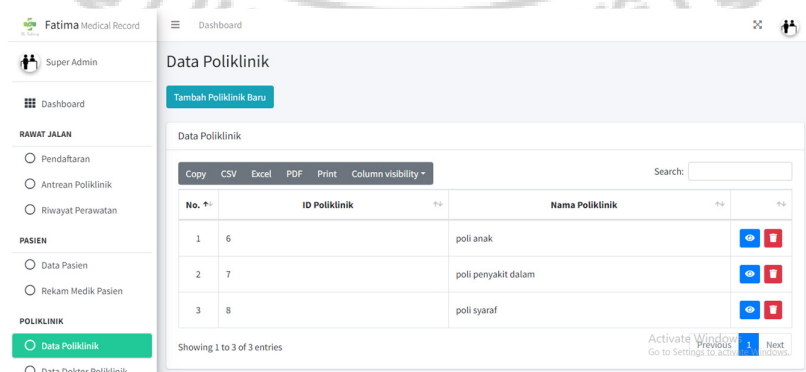 Fatima Medical Record
Dashboard
Super Admin
Dashboard
RAWAT JALAN
Pendaftaran
Antrean Poliklinik
Riwayat Perawatan
PASIEN
Data Pasien
Rekam Medik Pasien
POLIKLINIK
Data Poliklinik
Data Dokter Poliklinik
Data Poliklinik
Tambah Poliklinik Baru
Data Poliklinik
Copy CSV Excel PDF Print Column visibility
Search:
No. ID Poliklinik Nama Poliklinik
1 6 poli anak
2 7 poli penyakit dalam
3 8 poli syaraf
Showing 1 to 3 of 3 entries
Previous 1 Next
Activate Windows
Go to Settings to activate Windows.